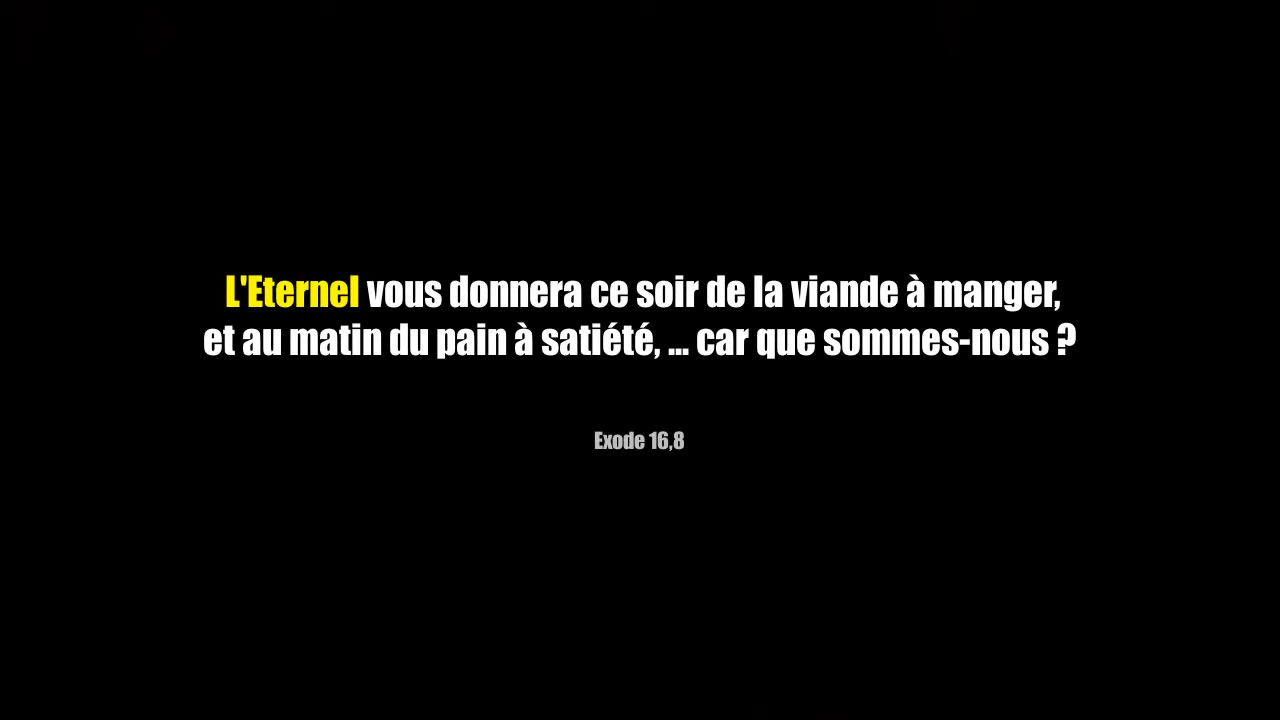 L'Eternel vous donnera ce soir de la viande à manger,
et au matin du pain à satiété, ... car que sommes-nous ?
Exode 16,8